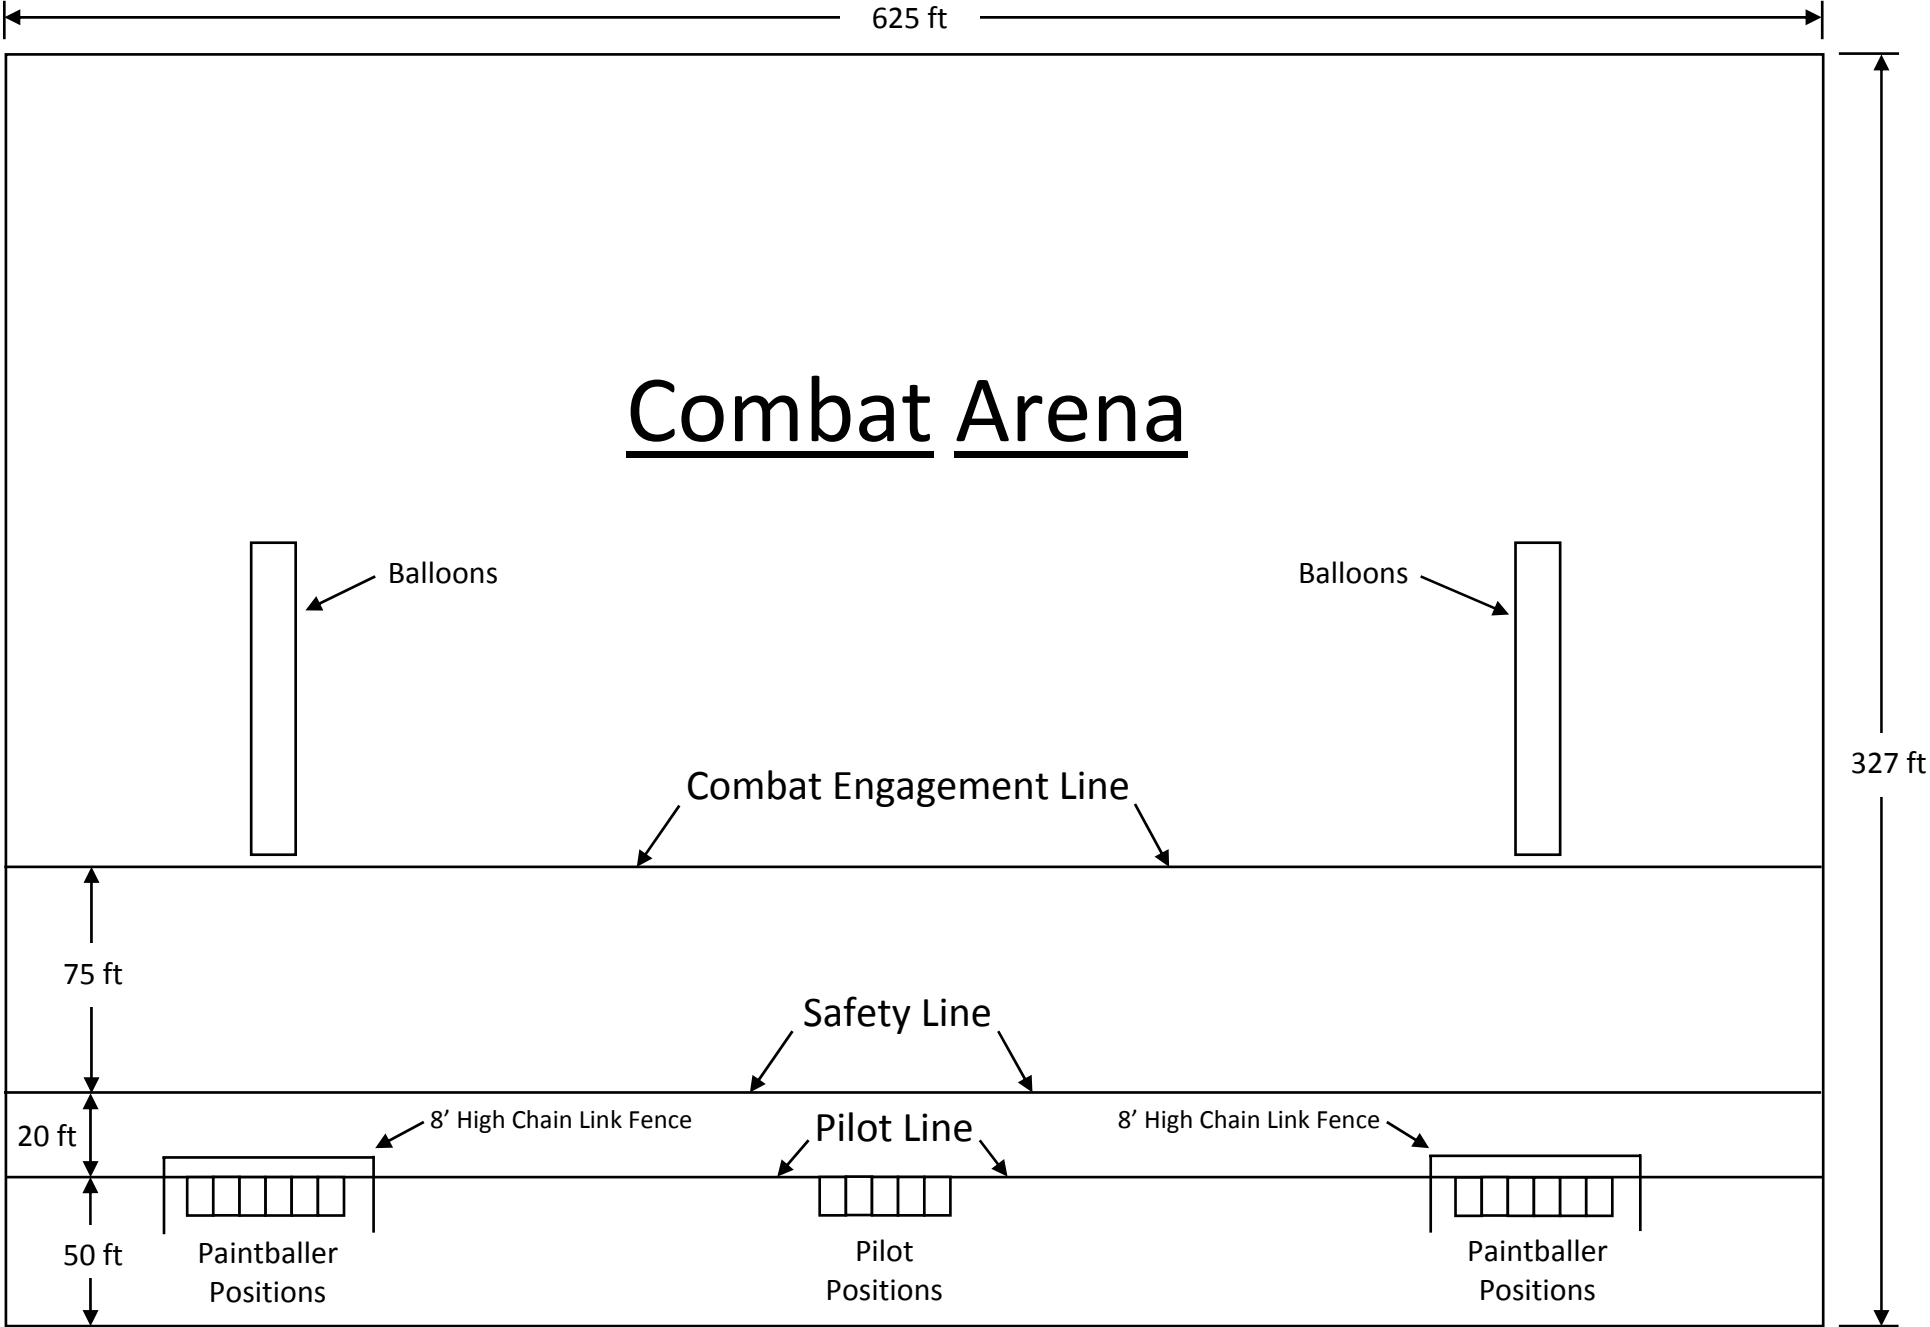 625 ft
Combat Arena
Balloons
Balloons
Combat Engagement Line
327 ft
75 ft
Safety Line
8’ High Chain Link Fence
Pilot Line
8’ High Chain Link Fence
20 ft
50 ft
Paintballer
Positions
Pilot
Positions
Paintballer
Positions